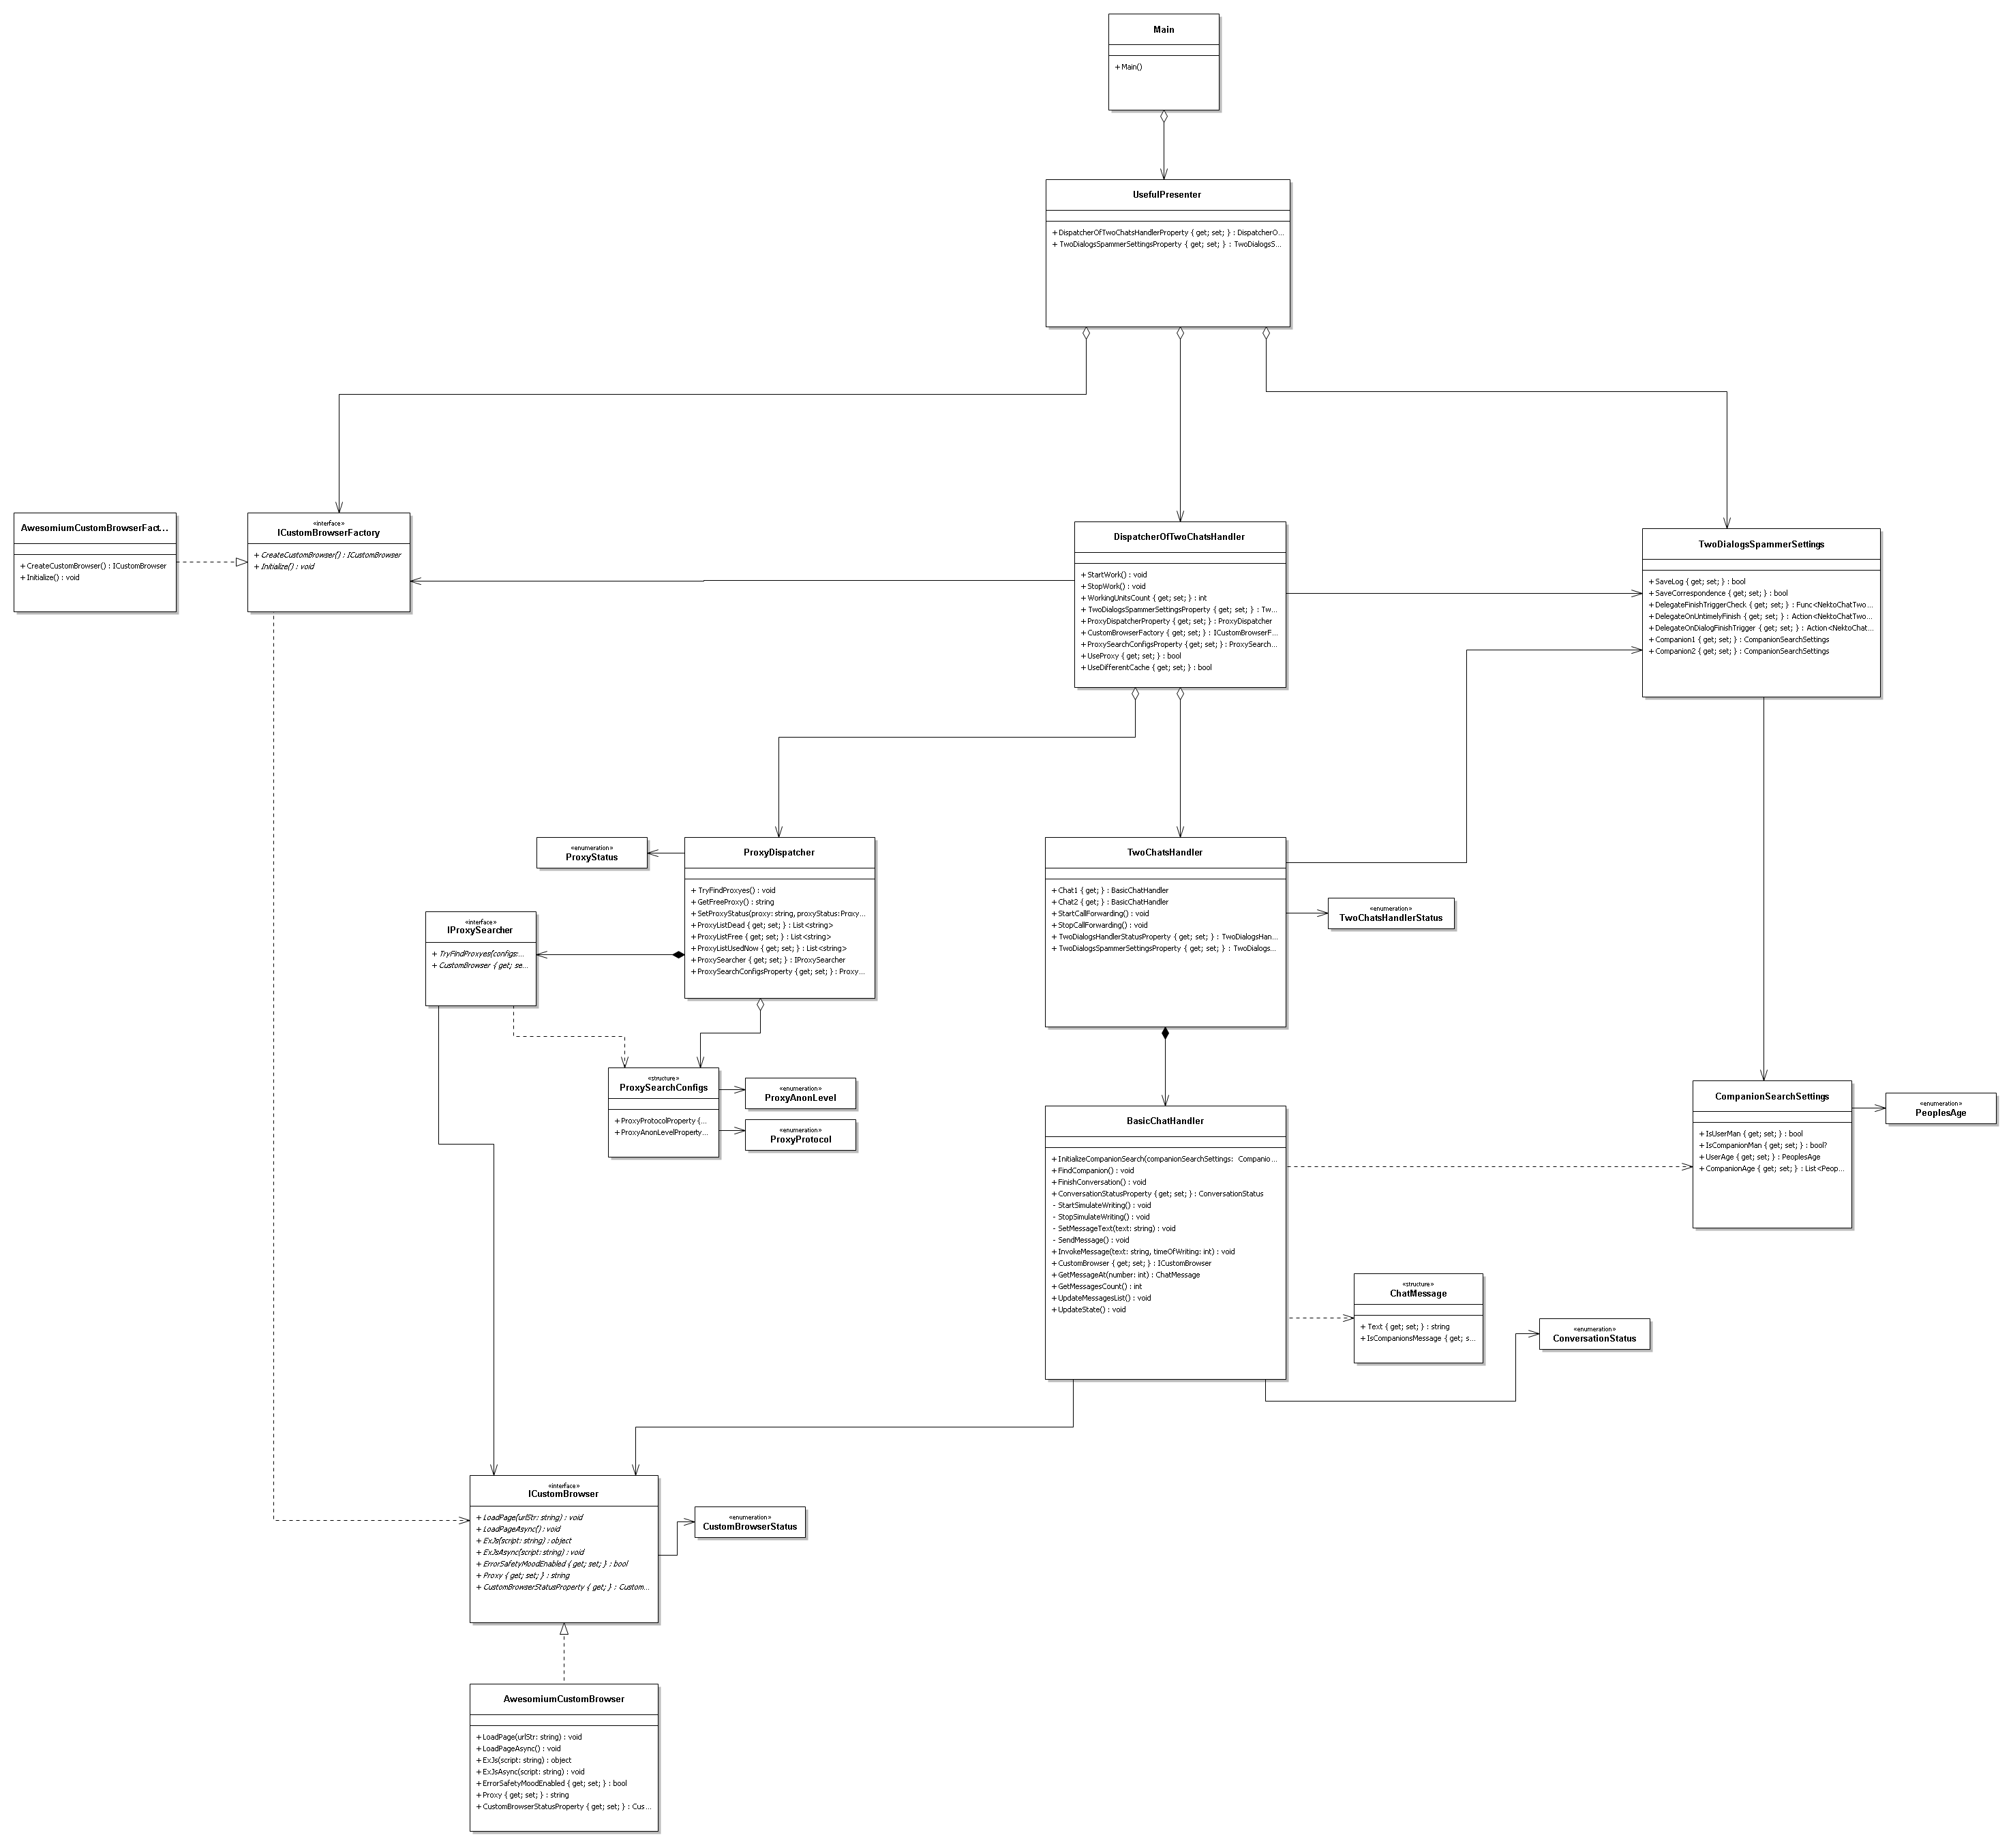 Main
+ Main()
UsefulPresenter
+ DispatcherOfTwoChatsHandlerProperty { get; set; } : DispatcherO...
+ TwoDialogsSpammerSettingsProperty { get; set; } : TwoDialogsS...
AwesomiumCustomBrowserFact...
+ CreateCustomBrowser() : ICustomBrowser
+ Initialize() : void
«interface»
ICustomBrowserFactory
+ CreateCustomBrowser() : ICustomBrowser
+ Initialize() : void
DispatcherOfTwoChatsHandler
+ StartWork() : void
+ StopWork() : void
+ WorkingUnitsCount { get; set; } : int
+ TwoDialogsSpammerSettingsProperty { get; set; } : Tw...
+ ProxyDispatcherProperty { get; set; } : ProxyDispatcher
+ CustomBrowserFactory { get; set; } : ICustomBrowserF...
+ ProxySearchConfigsProperty { get; set; } : ProxySearch...
+ UseProxy { get; set; } : bool
+ UseDifferentCache { get; set; } : bool
TwoDialogsSpammerSettings
+ SaveLog { get; set; } : bool
+ SaveCorrespondence { get; set; } : bool
+ DelegateFinishTriggerCheck { get; set; } : Func<NektoChatTwo...
+ DelegateOnUntimelyFinish { get; set; } : Action<NektoChatTwo...
+ DelegateOnDialogFinishTrigger { get; set; } : Action<NektoChat...
+ Companion1 { get; set; } : CompanionSearchSettings
+ Companion2 { get; set; } : CompanionSearchSettings
«enumeration»
ProxyStatus
ProxyDispatcher
+ TryFindProxyes() : void
+ GetFreeProxy() : string
+ SetProxyStatus(proxy: string, proxyStatus: Proxy...
+ ProxyListDead { get; set; } : List<string>
+ ProxyListFree { get; set; } : List<string>
+ ProxyListUsedNow { get; set; } : List<string>
+ ProxySearcher { get; set; } : IProxySearcher
+ ProxySearchConfigsProperty { get; set; } : Proxy...
TwoChatsHandler
+ Chat1 { get; } : BasicChatHandler
+ Chat2 { get; } : BasicChatHandler
+ StartCallForwarding() : void
+ StopCallForwarding() : void
+ TwoDialogsHandlerStatusProperty { get; set; } : TwoDialogsHan...
+ TwoDialogsSpammerSettingsProperty { get; set; } : TwoDialogs...
«enumeration»
TwoChatsHandlerStatus
«interface»
IProxySearcher
+ TryFindProxyes(configs:...
+ CustomBrowser { get; se...
«structure»
ProxySearchConfigs
+ ProxyProtocolProperty {...
+ ProxyAnonLevelProperty...
«enumeration»
ProxyAnonLevel
«enumeration»
ProxyProtocol
BasicChatHandler
+ InitializeCompanionSearch(companionSearchSettings: Companio...
+ FindCompanion() : void
+ FinishConversation() : void
+ ConversationStatusProperty { get; set; } : ConversationStatus
- StartSimulateWriting() : void
- StopSimulateWriting() : void
- SetMessageText(text: string) : void
- SendMessage() : void
+ InvokeMessage(text: string, timeOfWriting: int) : void
+ CustomBrowser { get; set; } : ICustomBrowser
+ GetMessageAt(number: int) : ChatMessage
+ GetMessagesCount() : int
+ UpdateMessagesList() : void
+ UpdateState() : void
CompanionSearchSettings
+ IsUserMan { get; set; } : bool
+ IsCompanionMan { get; set; } : bool?
+ UserAge { get; set; } : PeoplesAge
+ CompanionAge { get; set; } : List<Peop...
«enumeration»
PeoplesAge
«structure»
ChatMessage
+ Text { get; set; } : string
+ IsCompanionsMessage { get; s...
«enumeration»
ConversationStatus
«interface»
ICustomBrowser
+ LoadPage(urlStr: string) : void
+ LoadPageAsync() : void
+ ExJs(script: string) : object
+ ExJsAsync(script: string) : void
+ ErrorSafetyMoodEnabled { get; set; } : bool
+ Proxy { get; set; } : string
+ CustomBrowserStatusProperty { get; } : Custom...
«enumeration»
CustomBrowserStatus
AwesomiumCustomBrowser
+ LoadPage(urlStr: string) : void
+ LoadPageAsync() : void
+ ExJs(script: string) : object
+ ExJsAsync(script: string) : void
+ ErrorSafetyMoodEnabled { get; set; } : bool
+ Proxy { get; set; } : string
+ CustomBrowserStatusProperty { get; set; } : Cus...